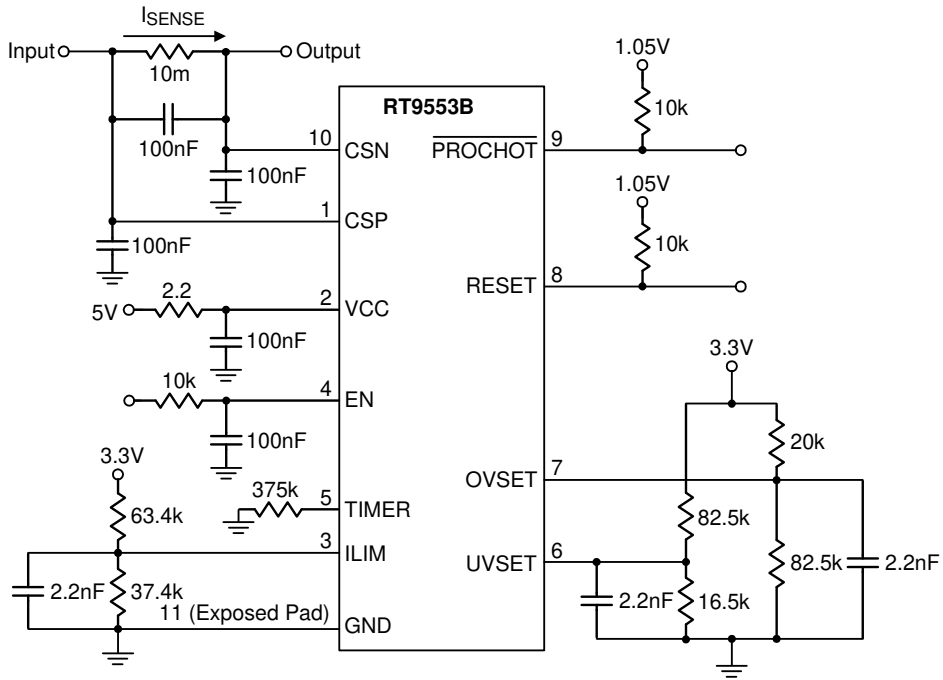 ISENSE
Input
Output
10m
100nF
100nF
100nF
5V
2.2
100nF
10k
100nF
3.3V
63.4k
375k
2.2nF
37.4k
11 (Exposed Pad)
RT9553B
10
CSN
1
CSP
2
VCC
4
EN
5
TIMER
3
ILIM
GND
PROCHOT
9
RESET
8
OVSET
7
UVSET
6
1.05V
10k
1.05V
10k
3.3V
20k
82.5k
2.2nF
16.5k
82.5k
2.2nF